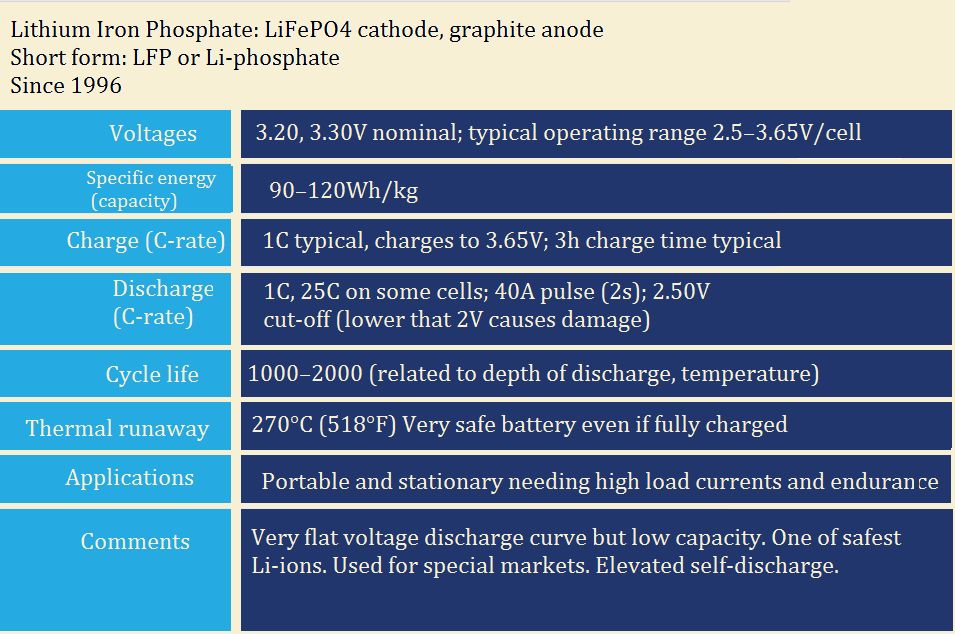 Lithium Iron Phosphate: LiFePO4 cathode, graphite anode
Short form: LFP or Li-phosphate
Since 1996
Voltages
3.20, 3.30V nominal; typical operating range 2.5–3.65V/cell
Specific energy
(capacity)
90–120Wh/kg
Charge (C-rate)
1C typical, charges to 3.65V; 3h charge time typical
Discharge
(C-rate)
1C, 25C on some cells; 40A pulse (2s); 2.50V
cut-off (lower that 2V causes damage)
Cycle life
1000–2000 (related to depth of discharge, temperature)
Thermal runaway
270°C (518°F) Very safe battery even if fully charged
Applications
Portable and stationary needing high load currents and endurance
Comments
Very flat voltage discharge curve but low capacity. One of safest
Li-ions. Used for special markets. Elevated self-discharge.